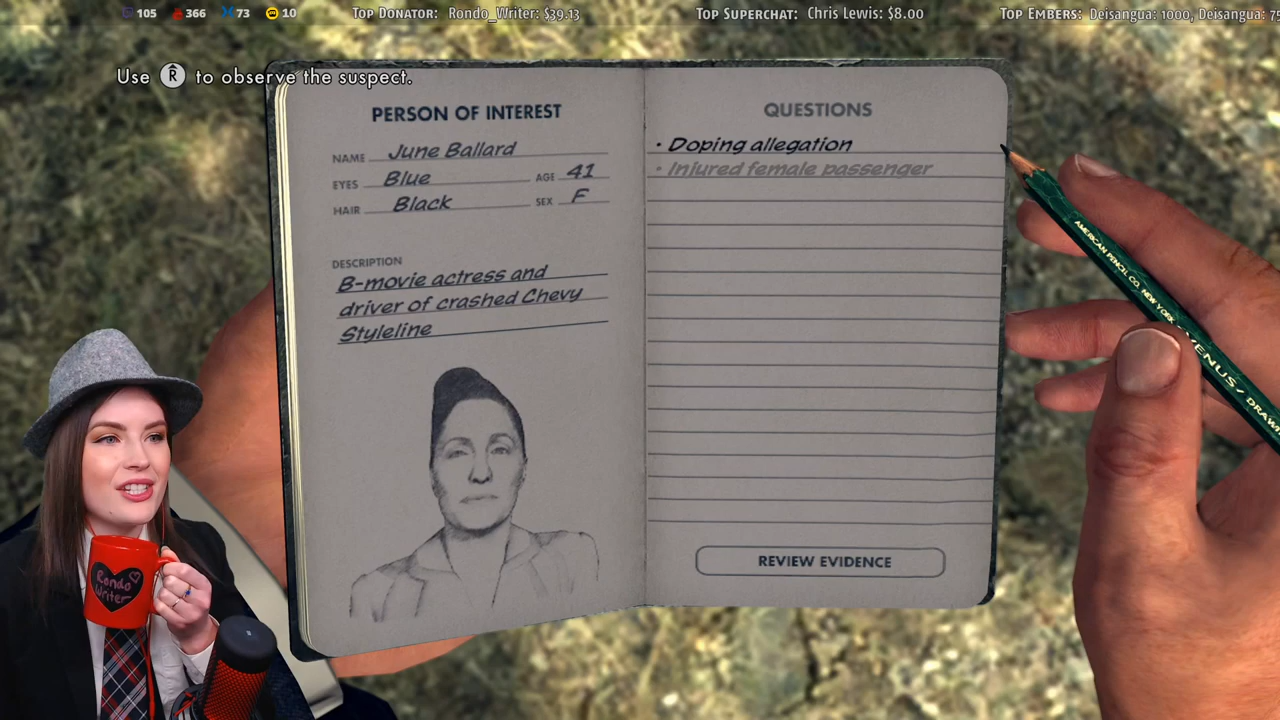 105 366 73 10 Top Donator: Rondo_Writer: $39.13 Top Superchat: Chris Lewis: $8.00 Top Embers: Deisangua: 1000, Deisangua: 75
Use R to observe the suspect.
PERSON OF INTEREST
NAME June Ballard
EYES Blue AGE 41
HAIR Black SEX F
DESCRIPTION
B-movie actress and
driver of crashed Chevy
Styleline
QUESTIONS
· Doping allegation
· Injured female passenger
REVIEW EVIDENCE
AMERICAN PENCIL CO. NEW YORK VENUS DRAW
Rondo
Writer